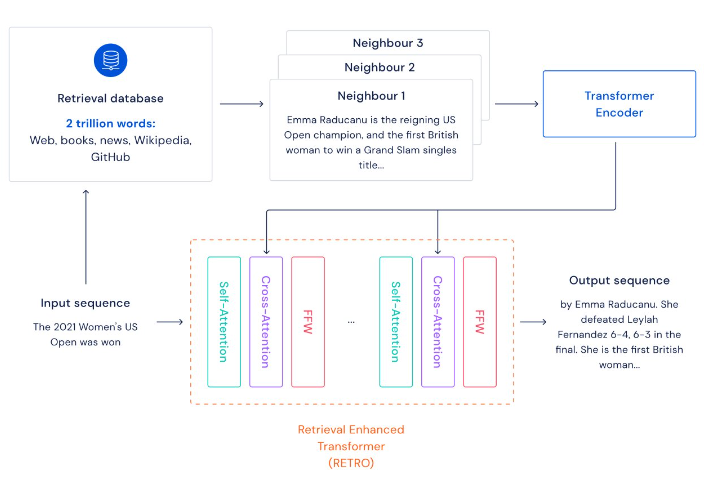 Neighbour 3
Neighbour 2
Neighbour 1
Emma Raducanu is the reigning US
Open champion, and the first British
woman to win a Grand Slam singles
title...
Retrieval database
2 trillion words:
Web, books, news, Wikipedia,
GitHub
Transformer
Encoder
Input sequence
The 2021 Women's US
Open was won
Self-Attention
Cross-Attention
FFW
...
Self-Attention
Cross-Attention
FFW
Output sequence
by Emma Raducanu. She
defeated Leylah
Fernandez 6-4, 6-3 in the
final. She is the first British
woman...
Retrieval Enhanced
Transformer
(RETRO)